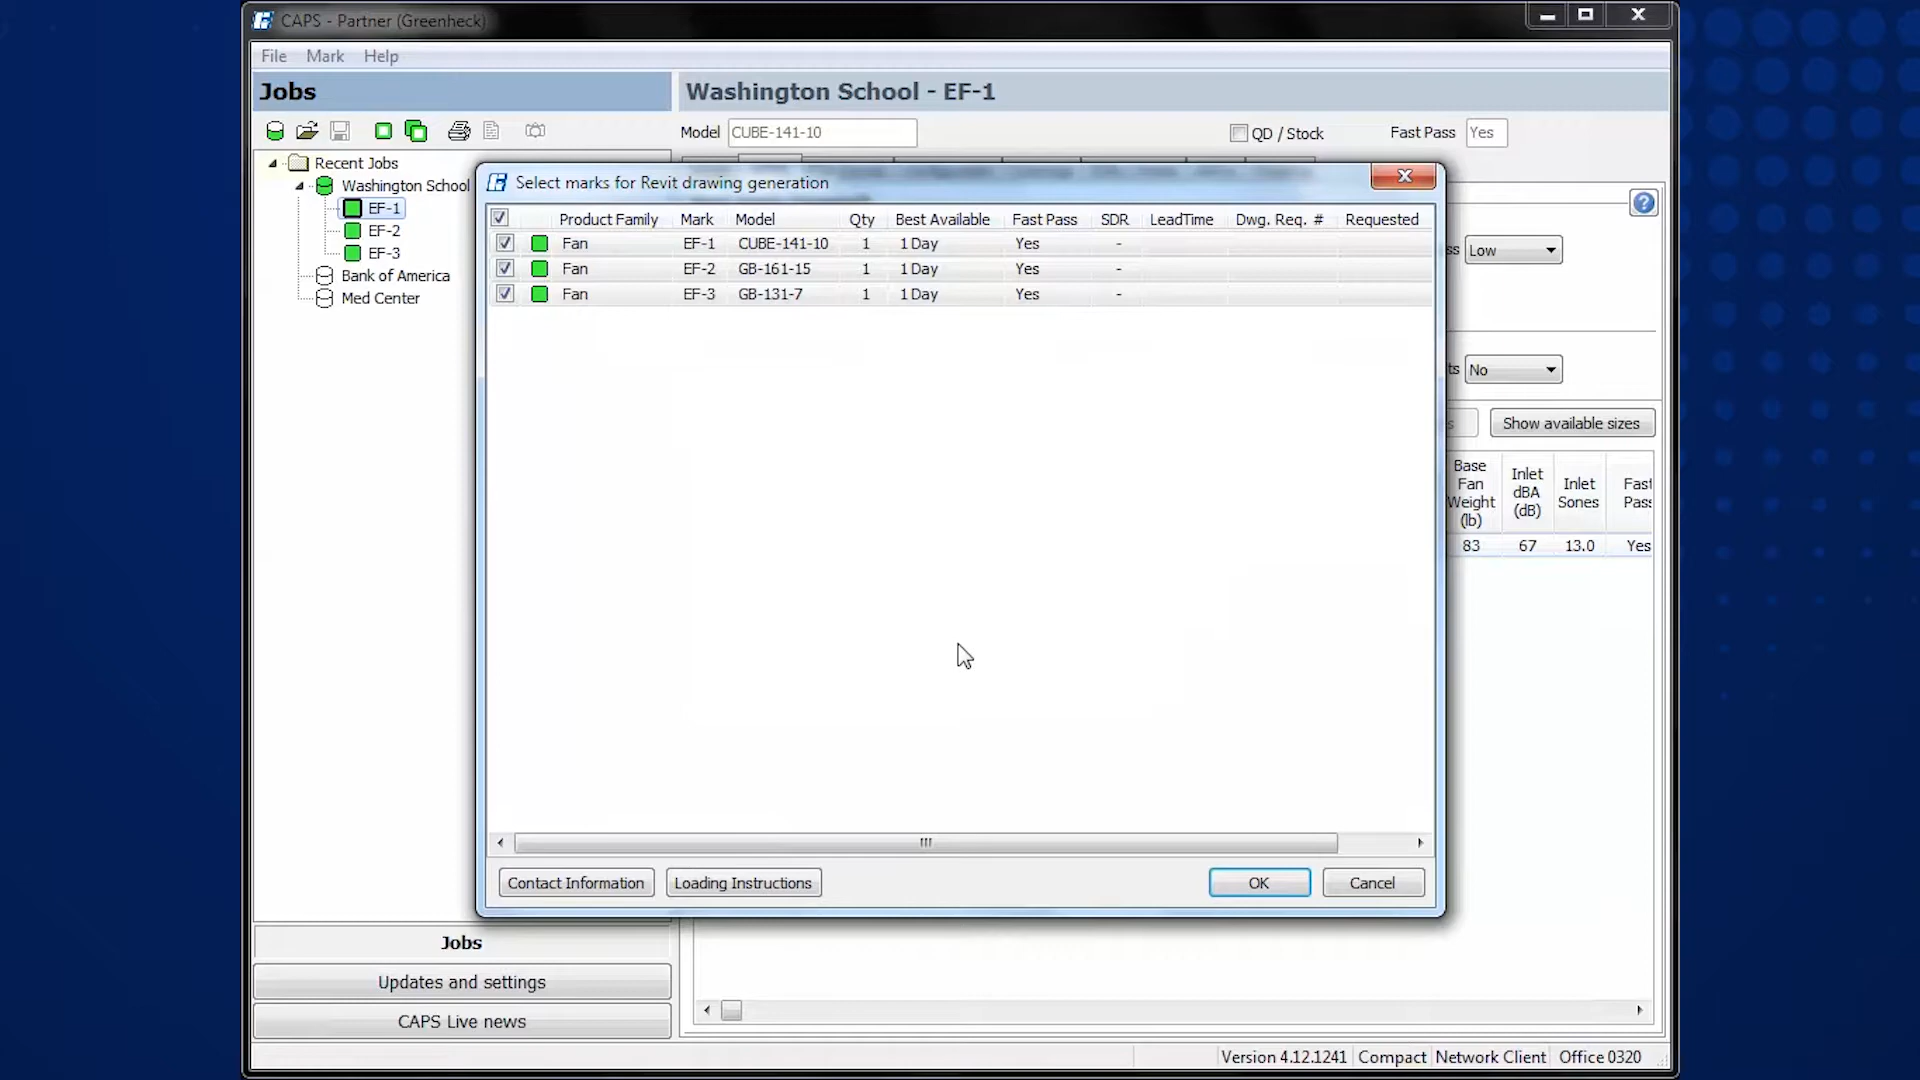 CAPS - Partner (Greenheck)
File Mark Help
Jobs
Washington School - EF-1
Model CUBE-141-10
QD / Stock
Fast Pass Yes
Recent Jobs
Washington School
EF-1
EF-2
EF-3
Bank of America
Med Center
Select marks for Revit drawing generation
Product Family Mark Model Qty Best Available Fast Pass SDR LeadTime Dwg. Req. # Requested
Fan EF-1 CUBE-141-10 1 1 Day Yes -
Fan EF-2 GB-161-15 1 1 Day Yes -
Fan EF-3 GB-131-7 1 1 Day Yes -
Contact Information
Loading Instructions
OK
Cancel
Low
No
Show available sizes
Base
Fan
Weight
(lb)
Inlet
dBA
(dB)
Inlet
Sones
Fast
Pass
83 67 13.0 Yes
Jobs
Updates and settings
CAPS Live news
Version 4.12.1241 Compact Network Client Office 0320